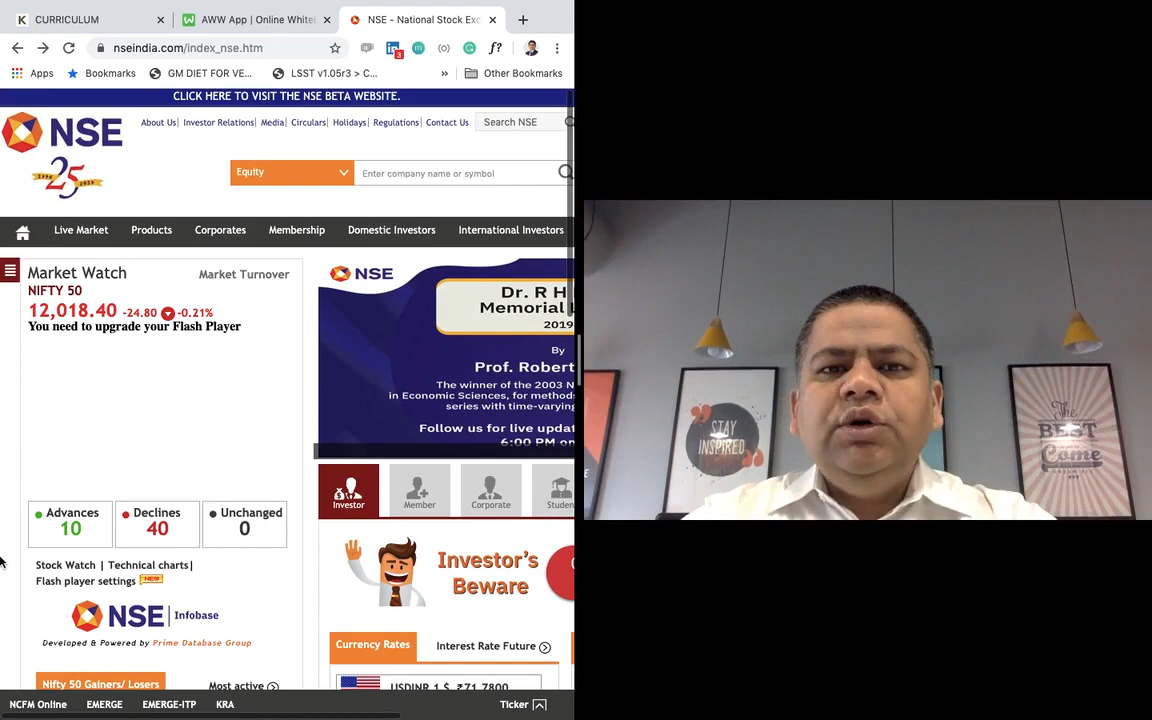 CURRICULUM
AWW App | Online White
NSE - National Stock Exc
nseindia.com/index_nse.htm
3
f?
Apps
Bookmarks
GM DIET FOR VE...
LSST v1.05r3 > C...
»
Other Bookmarks
CLICK HERE TO VISIT THE NSE BETA WEBSITE.
NSE
1994 25 2019
About Us| Investor Relations| Media| Circulars| Holidays| Regulations| Contact Us
Search NSE
Equity
Enter company name or symbol
Live Market Products Corporates Membership Domestic Investors International Investors
Market Watch
Market Turnover
NIFTY 50
12,018.40 -24.80 -0.21%
You need to upgrade your Flash Player
Advances
10
Declines
40
Unchanged
0
Stock Watch | Technical charts|
Flash player settings NEW
NSE Infobase
Developed & Powered by Prime Database Group
Nifty 50 Gainers/ Losers
Most active
NSE
Dr. R H
Memorial
2019
By
Prof. Robert
The winner of the 2003 N
in Economic Sciences, for methods
series with time-varying
Follow us for live updat
6:00 PM on
Investor
Member
Corporate
Studen
Investor's
Beware
Currency Rates
Interest Rate Future
USDINR 1 $ ₹71.7800
NCFM Online EMERGE EMERGE-ITP KRA
Ticker
STAY
INSPIRED
The
BEST
Come